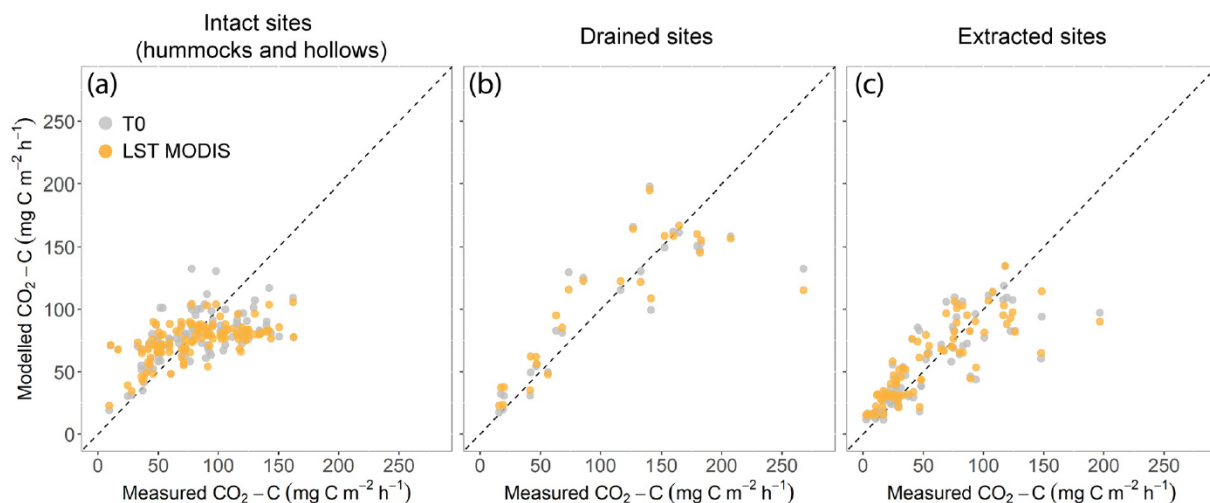 Intact sites
(hummocks and hollows)
Drained sites
Extracted sites
(a)
(b)
(c)
T0
LST MODIS
Modelled CO₂ – C (mg C m⁻² h⁻¹)
250
200
150
100
50
0
0 50 100 150 200 250
0 50 100 150 200 250
0 50 100 150 200 250
Measured CO₂ – C (mg C m⁻² h⁻¹)
Measured CO₂ – C (mg C m⁻² h⁻¹)
Measured CO₂ – C (mg C m⁻² h⁻¹)